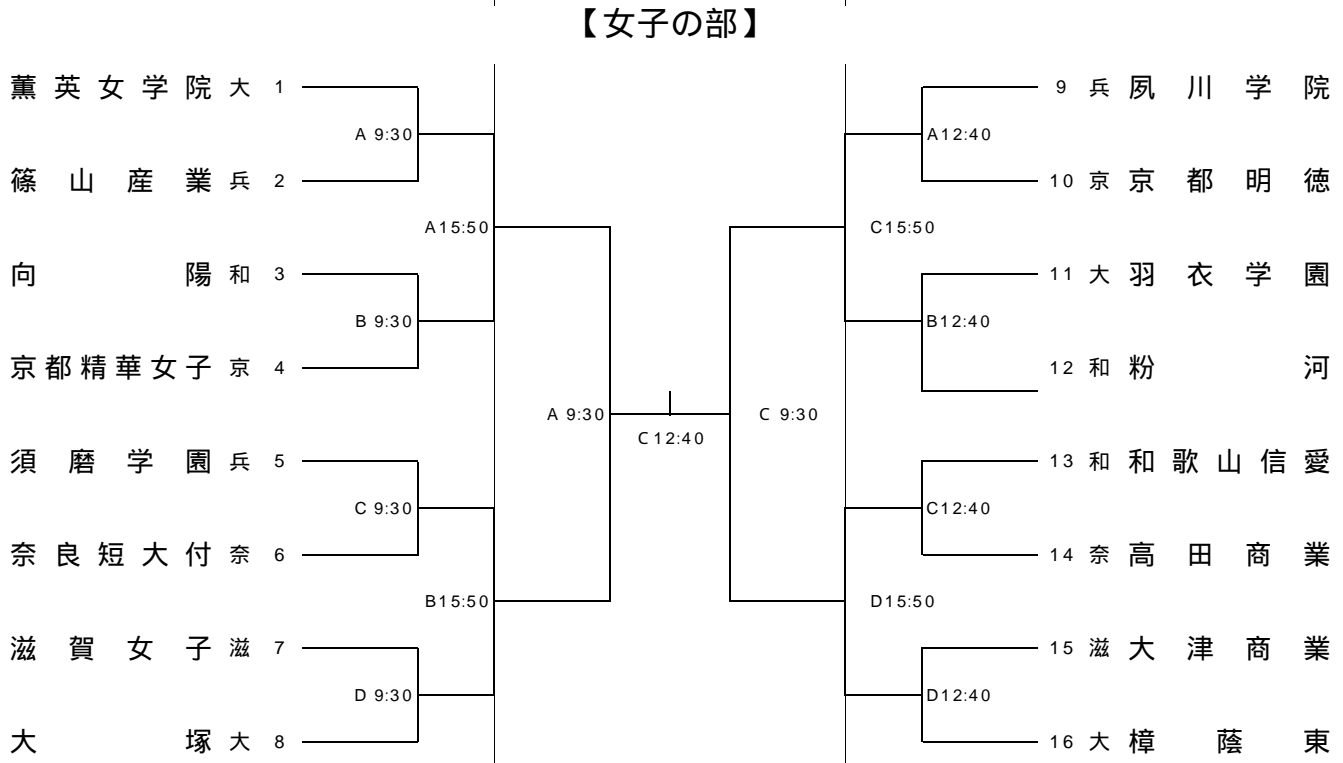 【女子の部】
薫英女学院 大 1
9 兵 夙川学院
A 9:30
A12:40
篠山産業 兵 2
10 京 京都明徳
A15:50
C15:50
向陽 和 3
11 大 羽衣学園
B 9:30
B12:40
京都精華女子 京 4
12 和 粉河
A 9:30
C 9:30
C12:40
須磨学園 兵 5
13 和 和歌山信愛
C 9:30
C12:40
奈良短大付 奈 6
14 奈 高田商業
B15:50
D15:50
滋賀女子 滋 7
15 滋 大津商業
D 9:30
D12:40
大塚 大 8
16 大 樟蔭東